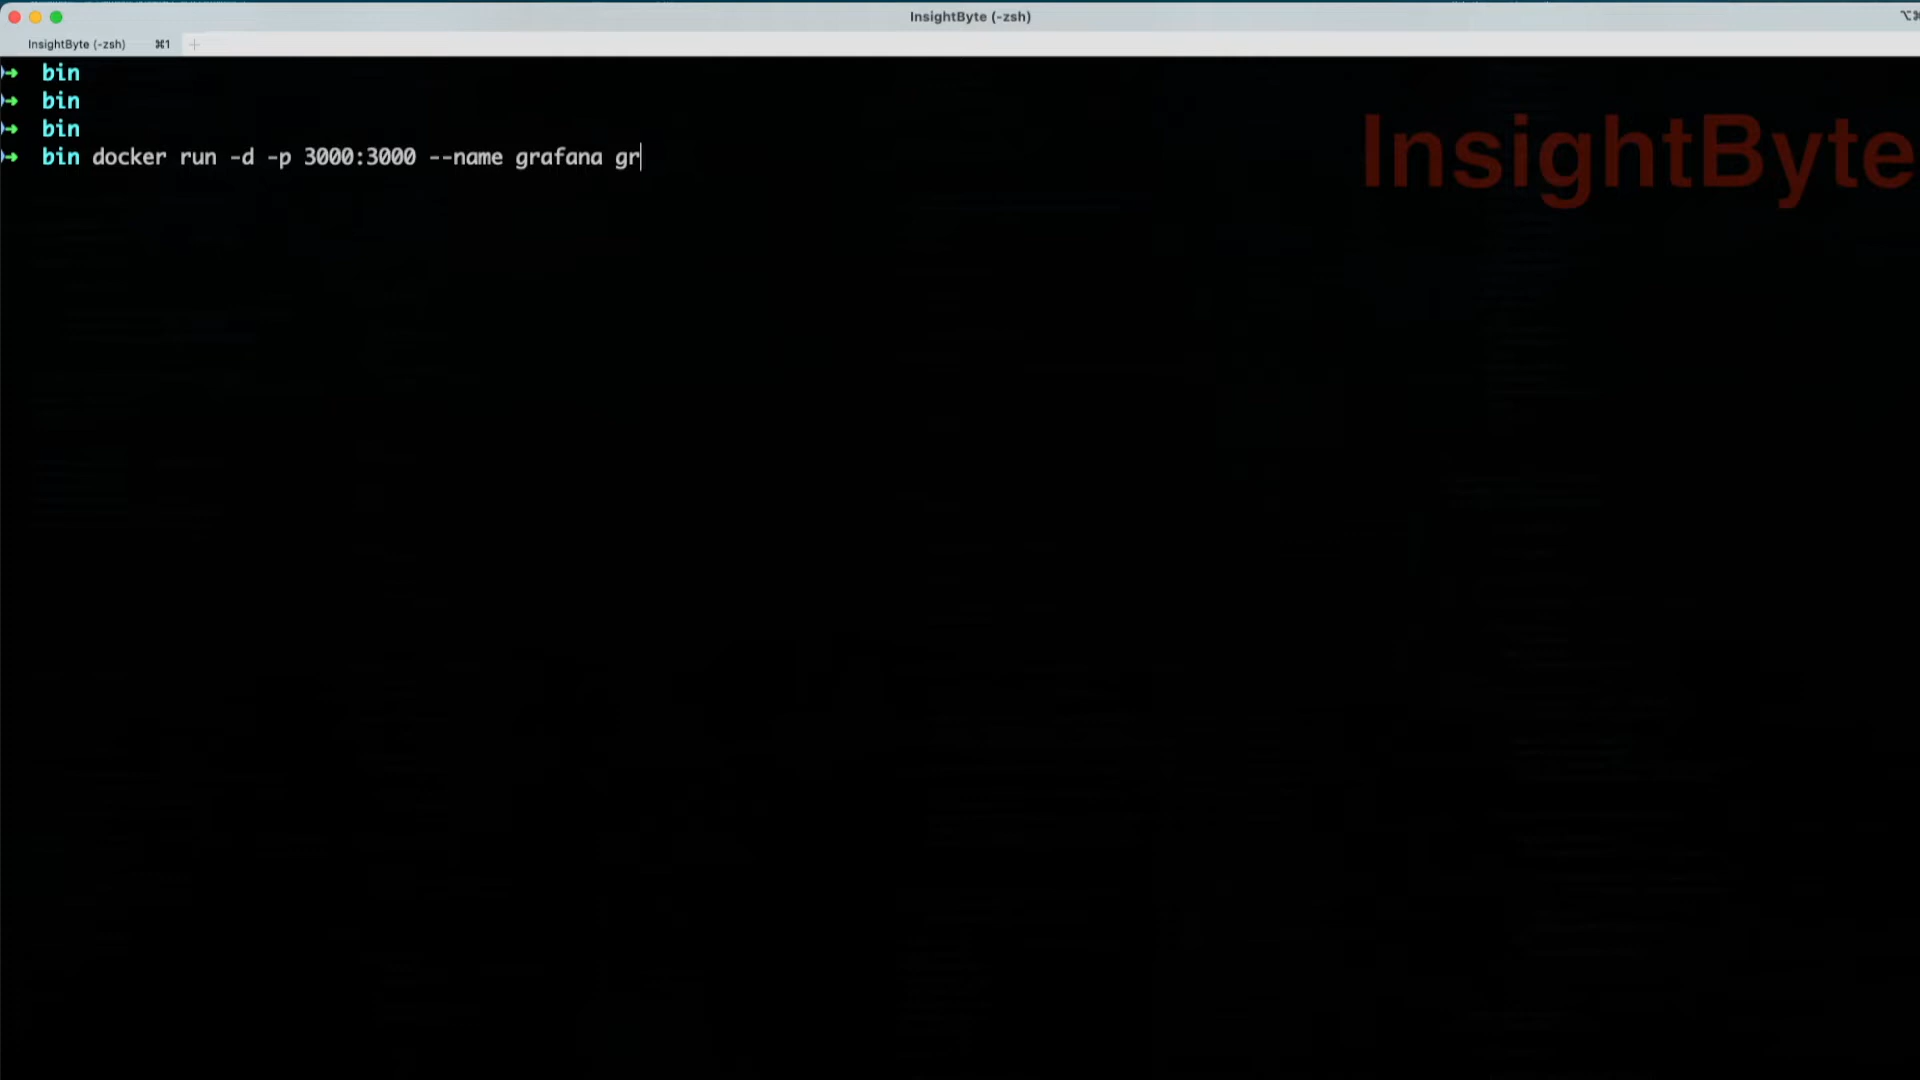 InsightByte (-zsh)
InsightByte (-zsh) ⌘1
bin
bin
bin
bin docker run -d -p 3000:3000 --name grafana gr
InsightByte